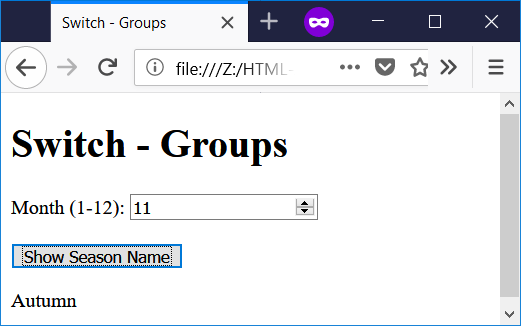 Switch - Groups
file:///Z:/HTML-
Switch - Groups
Month (1-12): 11
Show Season Name
Autumn